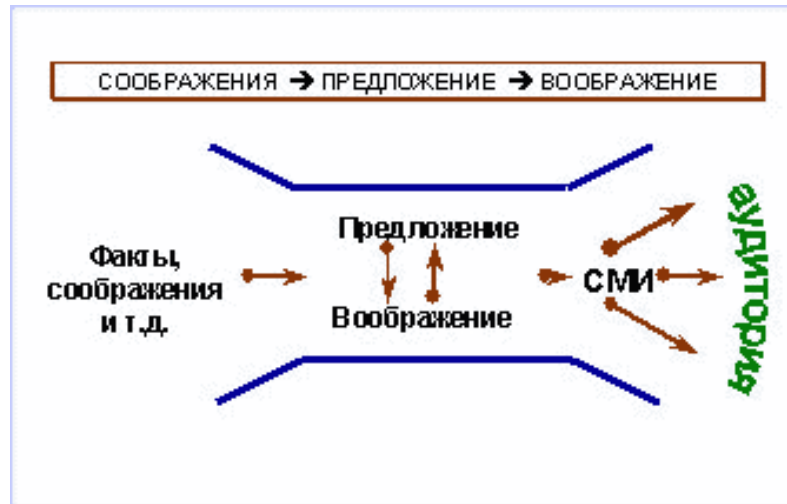 СООБРАЖЕНИЯ ➔ ПРЕДЛОЖЕНИЕ ➔ ВООБРАЖЕНИЕ
Факты,
соображения
и т.д.
Предложение
Воображение
СМИ
аудитория